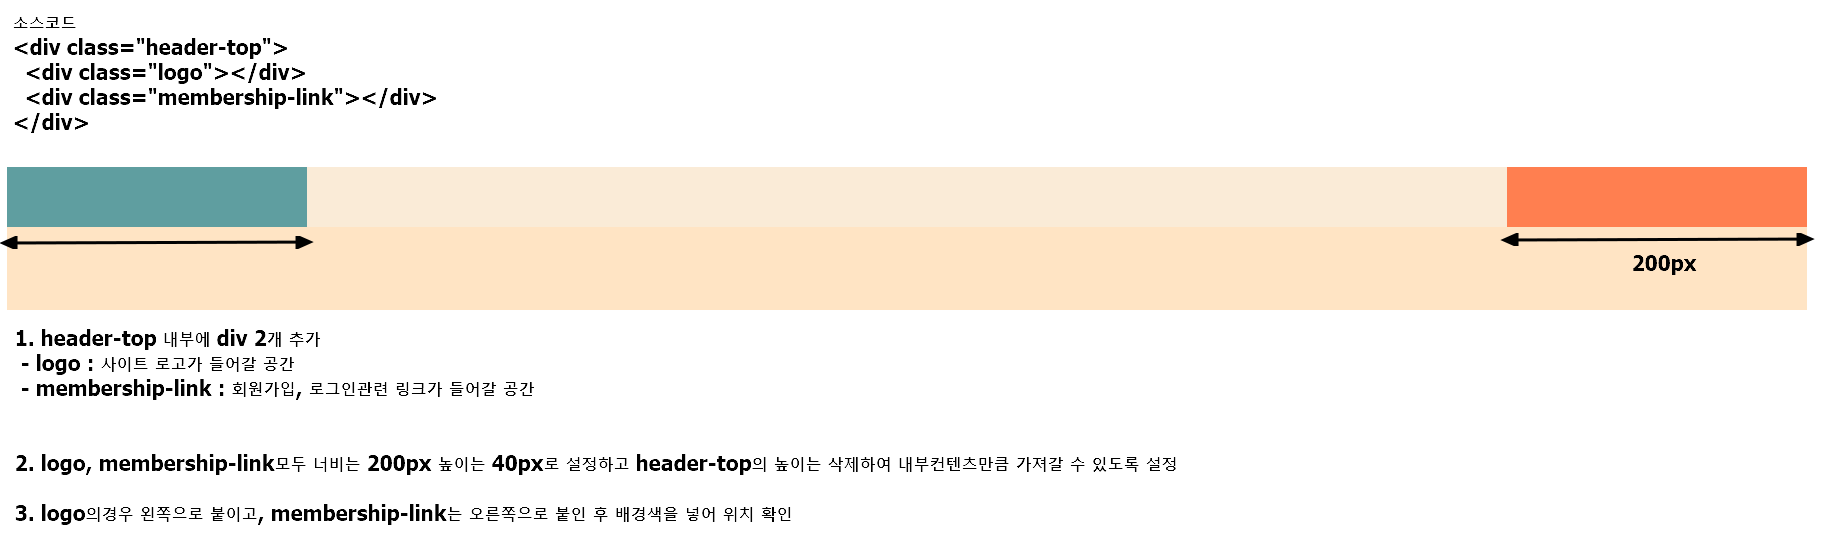 소스코드
<div class="header-top">
<div class="logo"></div>
<div class="membership-link"></div>
</div>
200px
1. header-top 내부에 div 2개 추가
- logo : 사이트 로고가 들어갈 공간
- membership-link : 회원가입, 로그인관련 링크가 들어갈 공간
2. logo, membership-link모두 너비는 200px 높이는 40px로 설정하고 header-top의 높이는 삭제하여 내부컨텐츠만큼 가져갈 수 있도록 설정
3. logo의경우 왼쪽으로 붙이고, membership-link는 오른쪽으로 붙인 후 배경색을 넣어 위치 확인